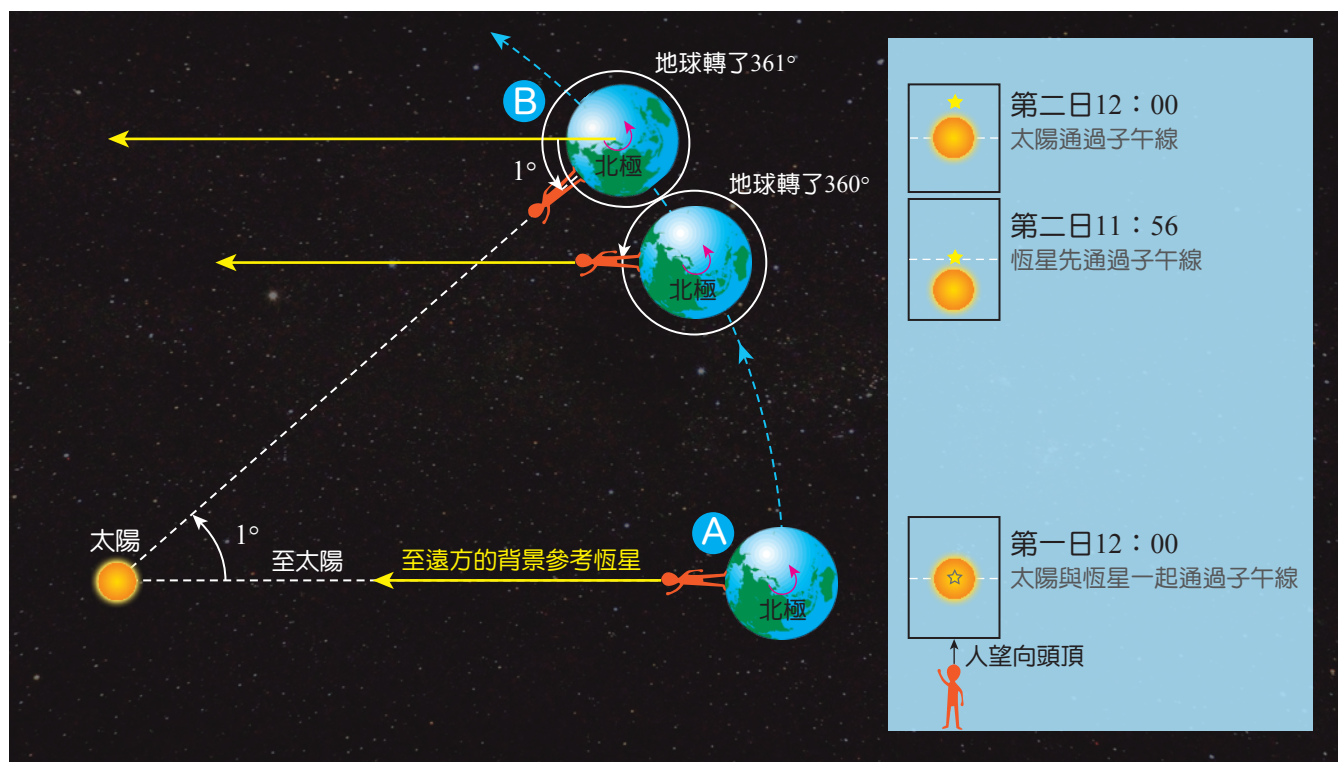 地球轉了361°
B
1°
北極
地球轉了360°
北極
太陽
1°
至太陽
至遠方的背景參考恆星
A
北極
第二日12：00
太陽通過子午線
第二日11：56
恆星先通過子午線
第一日12：00
太陽與恆星一起通過子午線
人望向頭頂